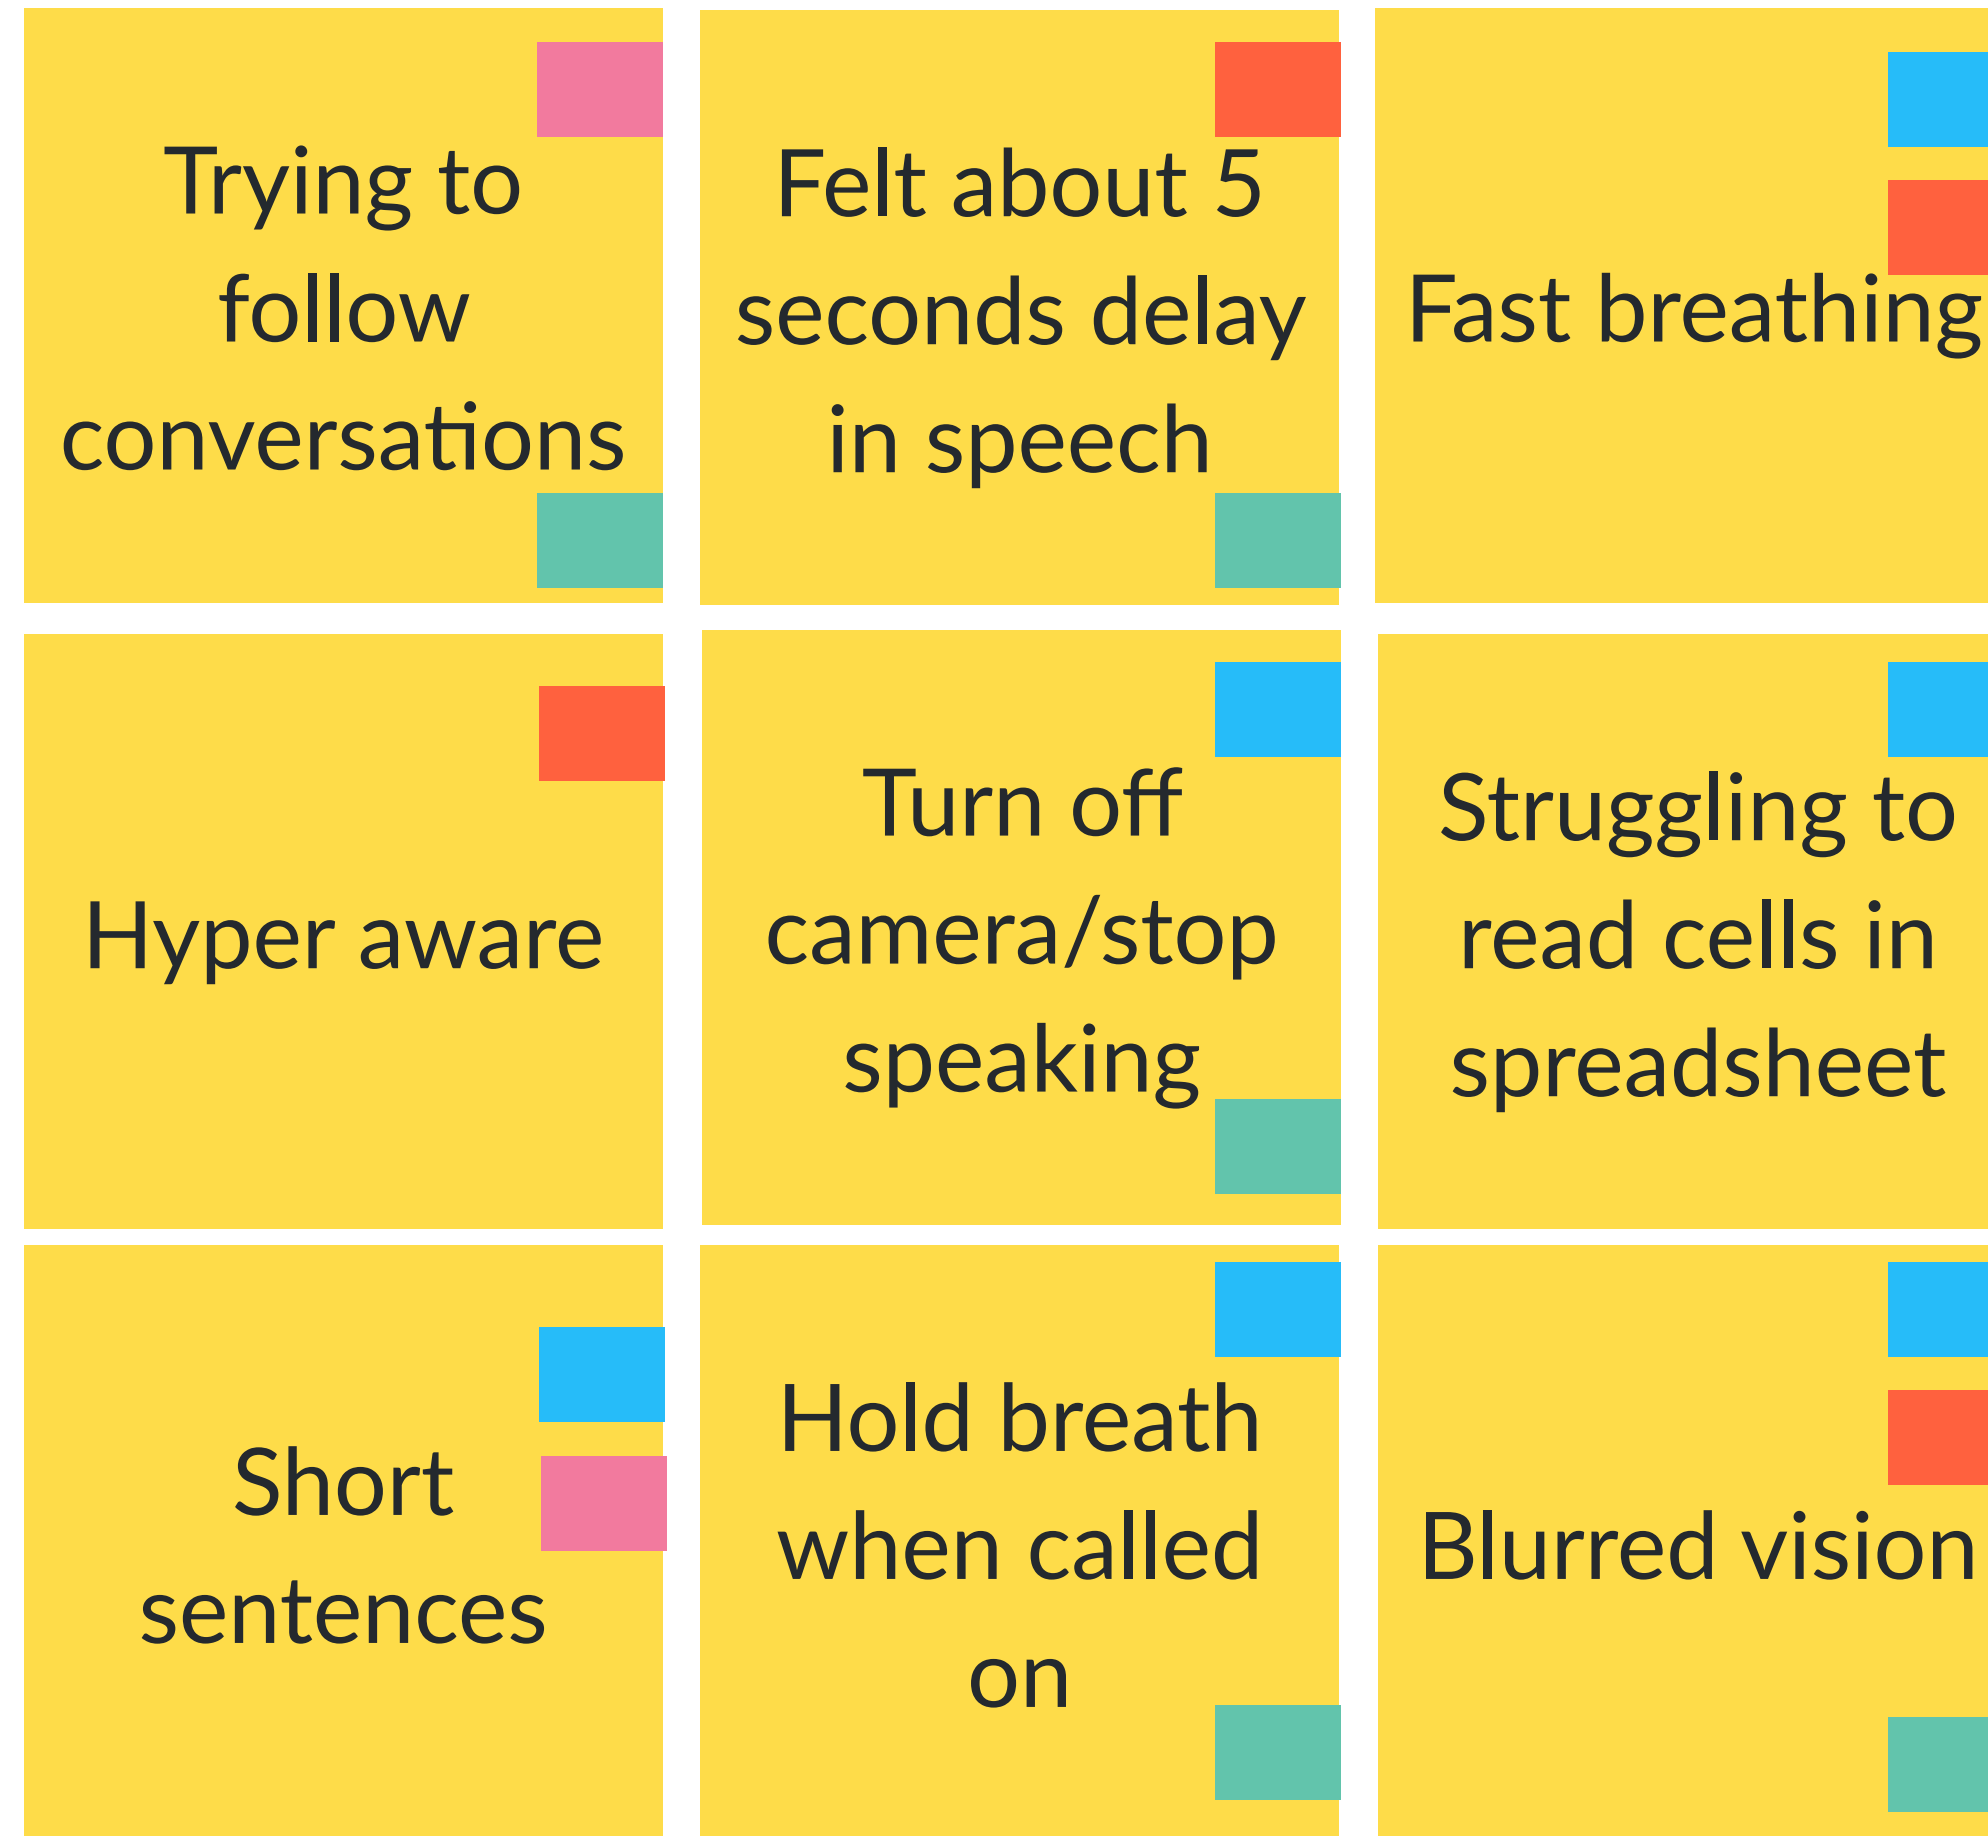 Trying to
follow
conversations
Felt about 5
seconds delay
in speech
Fast breathing
Hyper aware
Turn off
camera/stop
speaking
Struggling to
read cells in
spreadsheet
Short
sentences
Hold breath
when called
on
Blurred vision